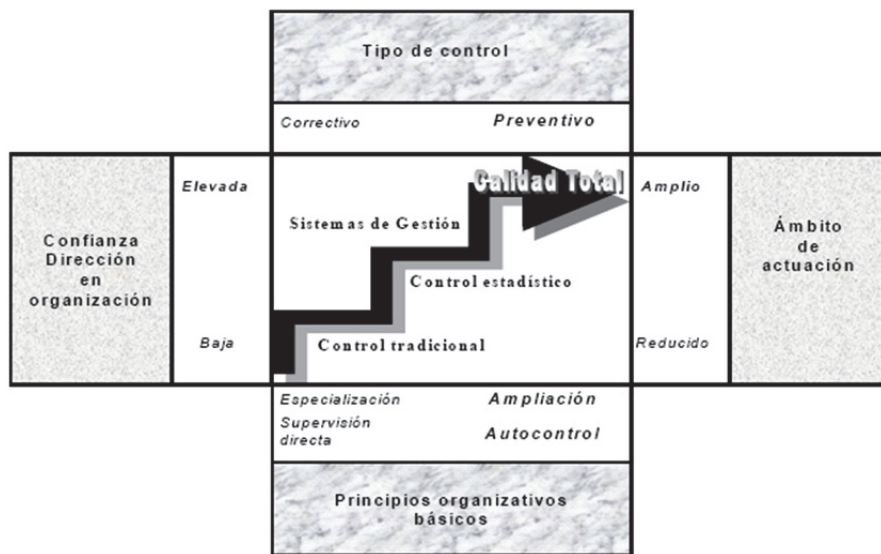 Tipo de control
Correctivo
Preventivo
Confianza
Dirección
en
organización
Elevada
Baja
Calidad Total
Sistemas de Gestión
Control estadístico
Control tradicional
Amplio
Reducido
Ámbito
de
actuación
Especialización
Supervisión
directa
Ampliación
Autocontrol
Principios organizativos
básicos